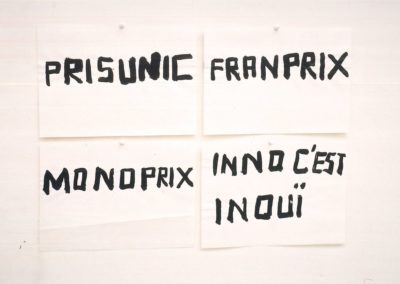 PRISUNIC
FRANPRIX
MONOPRIX
INNO C'EST
INOUÏ